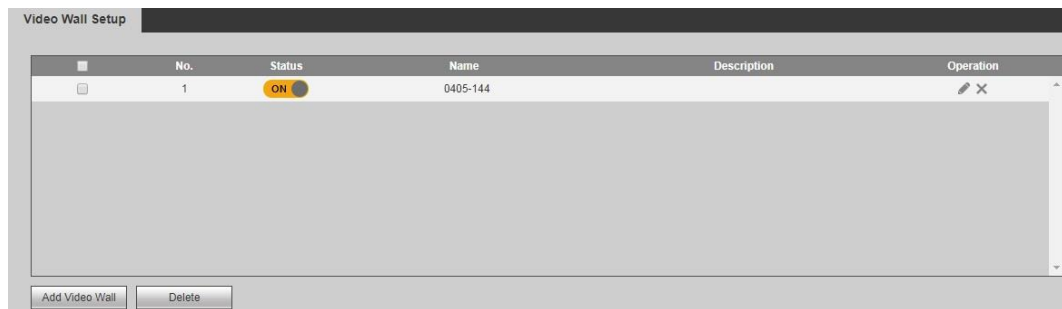 Video Wall Setup
No. Status Name Description Operation
1 ON 0405-144
Add Video Wall Delete